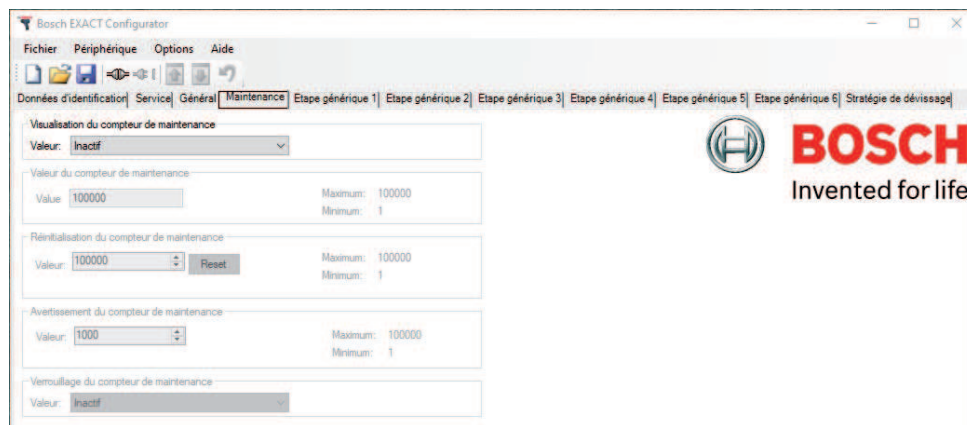 Bosch EXACT Configurator
Fichier Périphérique Options Aide
Données d'identification Service Général Maintenance Etape générique 1 Etape générique 2 Etape générique 3 Etape générique 4 Etape générique 5 Etape générique 6 Stratégie de dévissage
Visualisation du compteur de maintenance
Valeur: Inactif
BOSCH
Invented for life
Valeur du compteur de maintenance
Value 100000 Maximum: 100000
Minimum: 1
Réinitialisation du compteur de maintenance
Valeur: 100000 Reset Maximum: 100000
Minimum: 1
Avertissement du compteur de maintenance
Valeur: 1000 Maximum: 100000
Minimum: 1
Verrouillage du compteur de maintenance
Valeur: Inactif